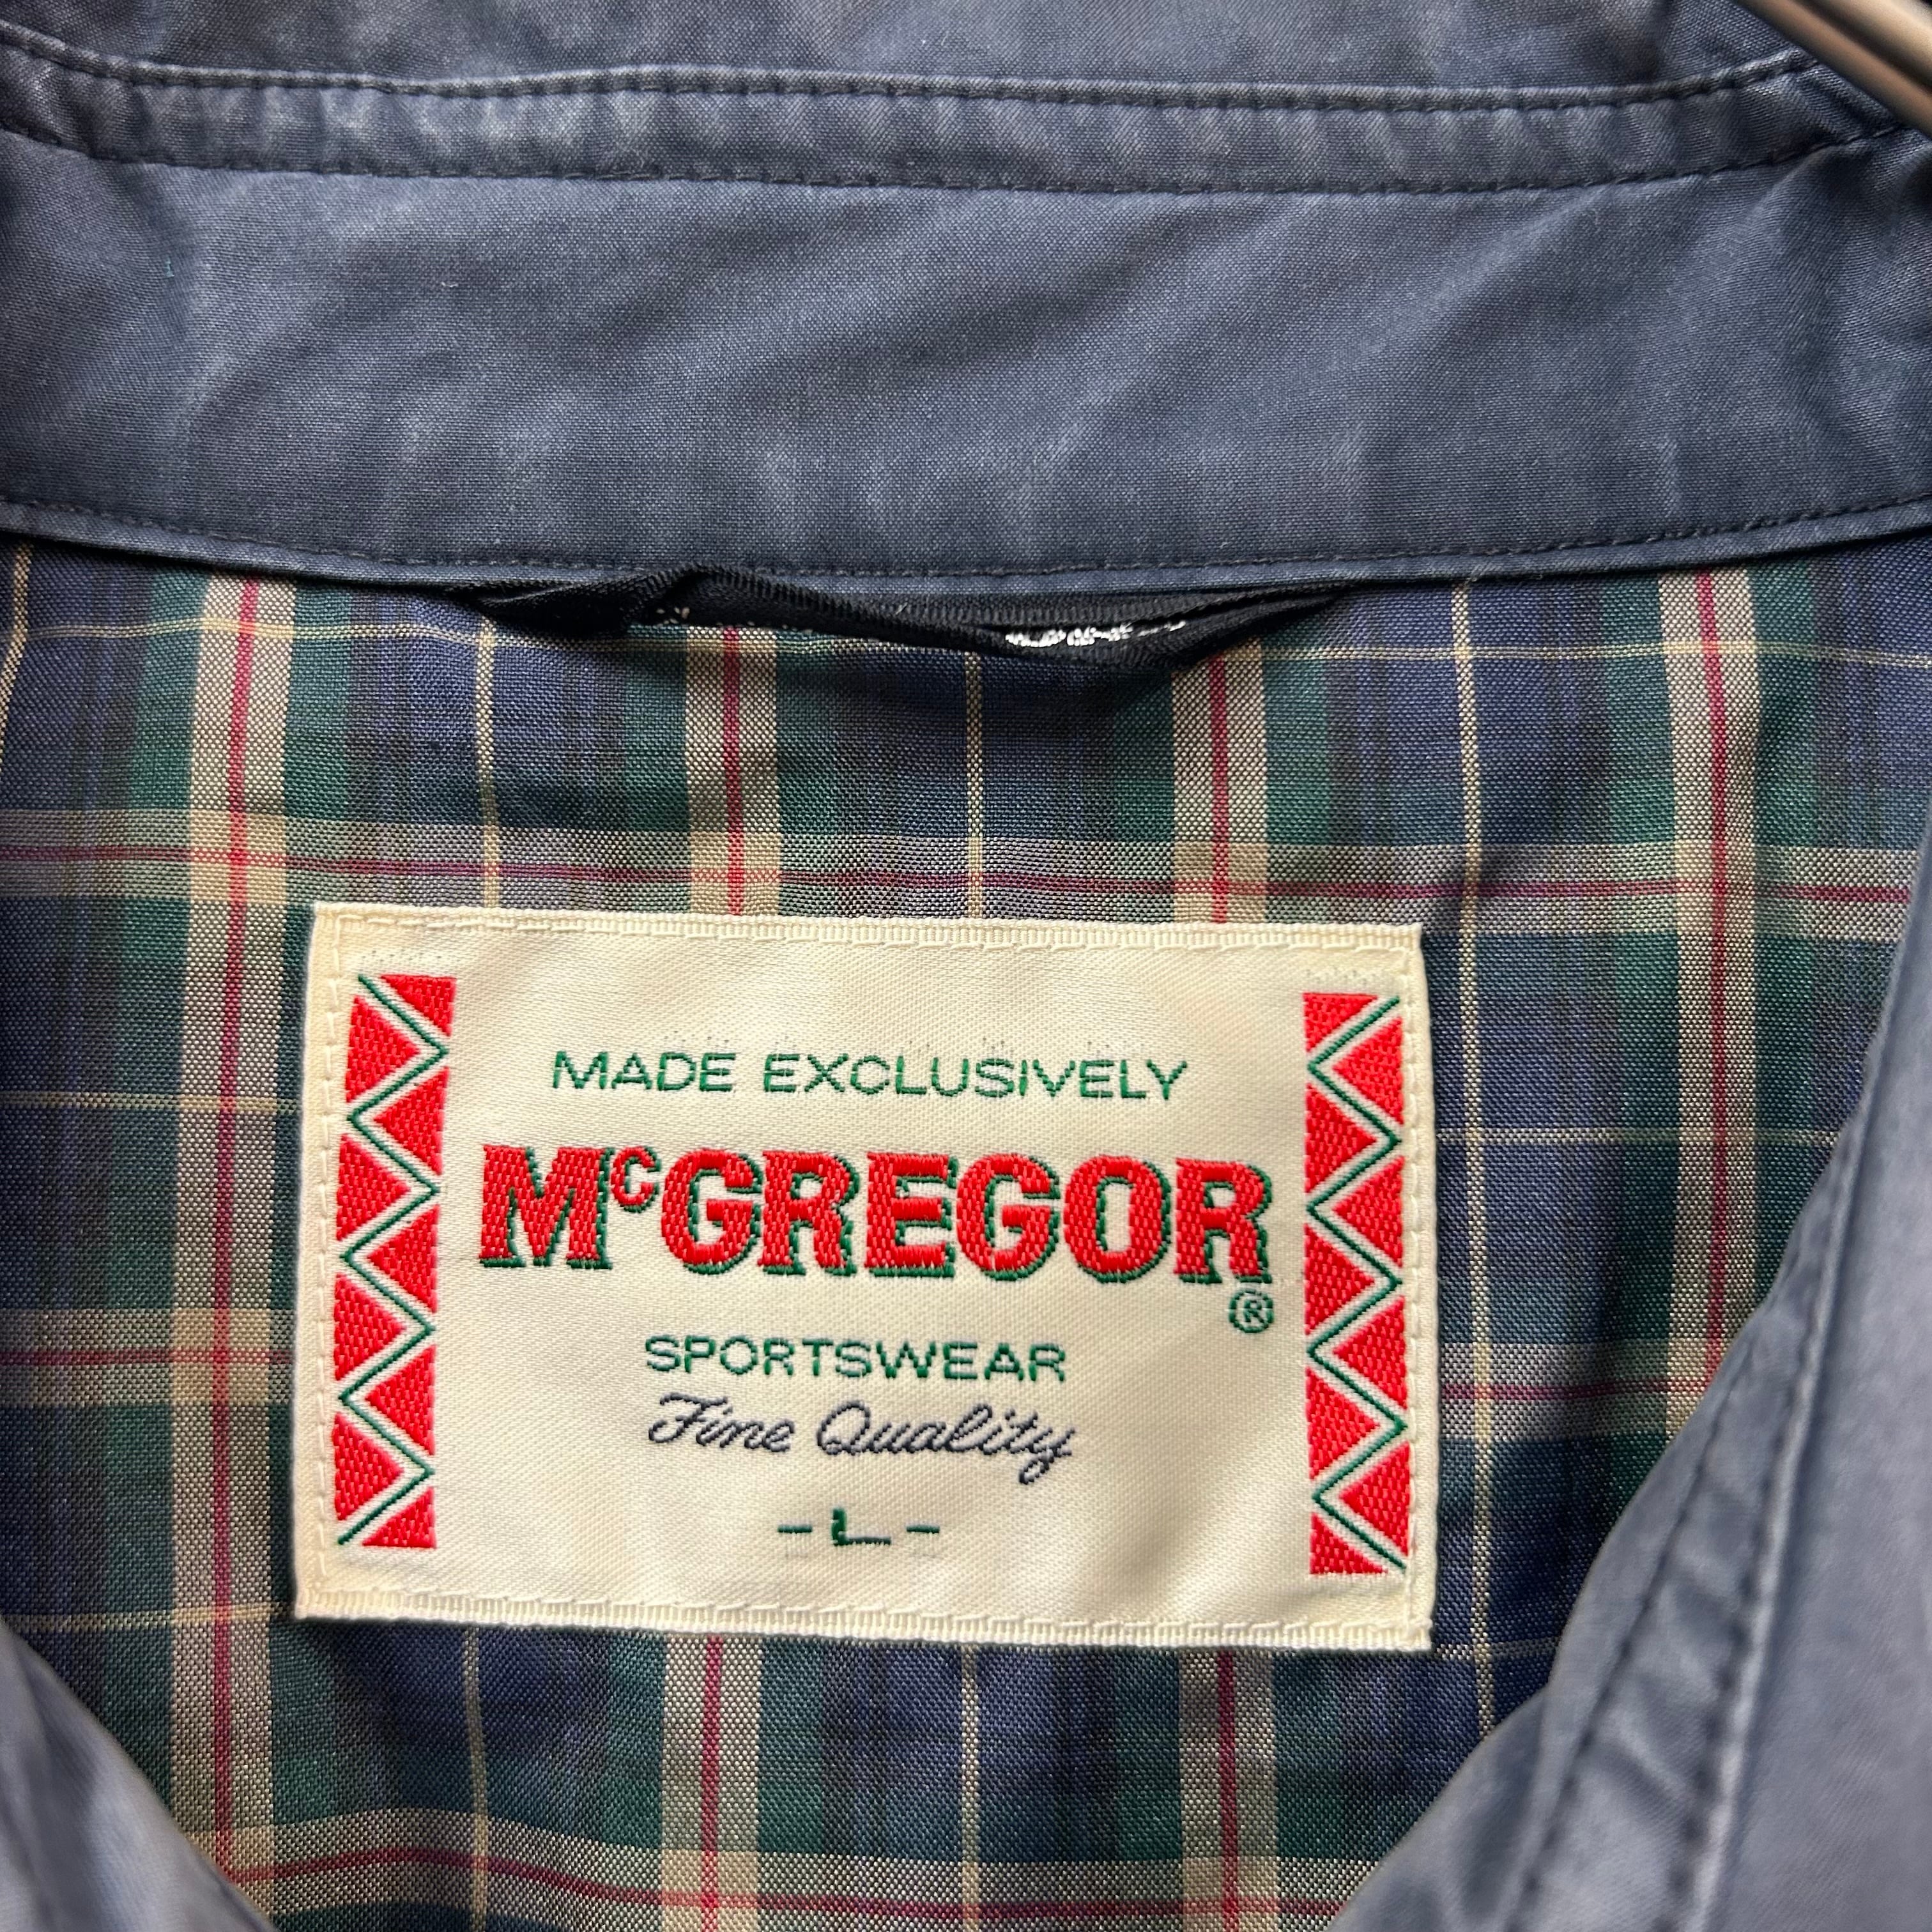 MADE EXCLUSIVELY
McGREGOR
®
SPORTSWEAR
Fine Quality
- L -